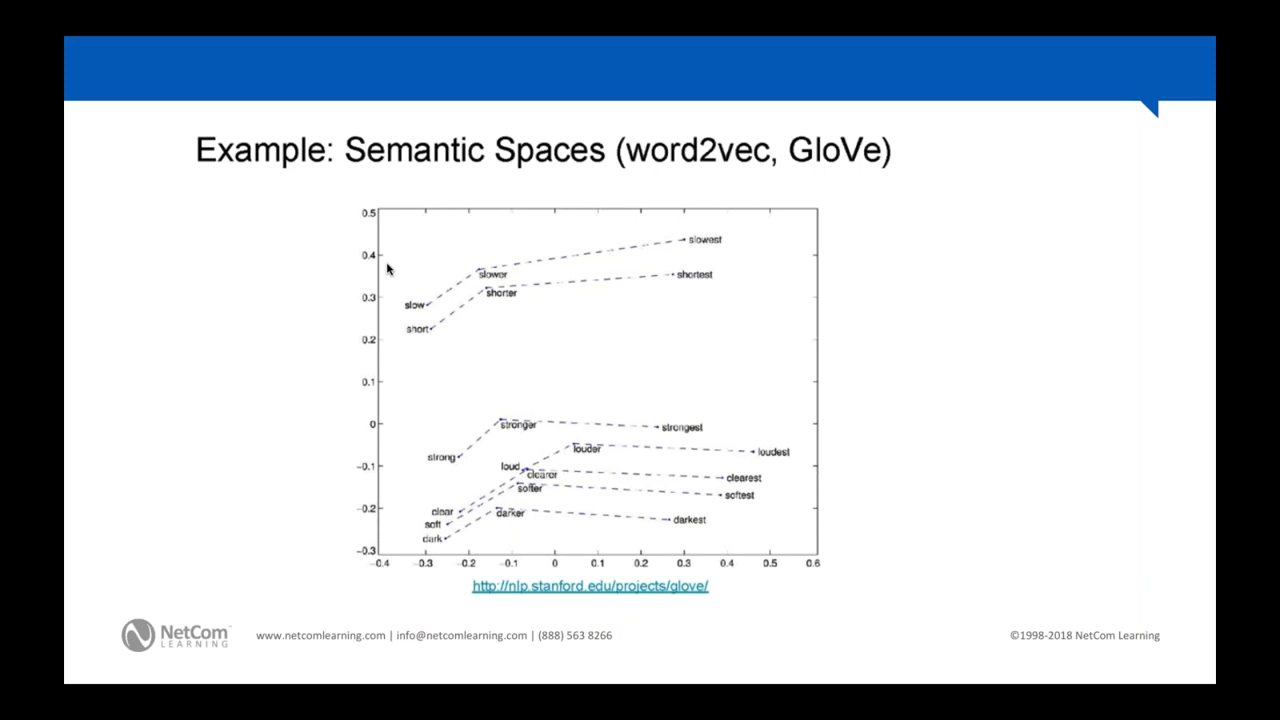 Example: Semantic Spaces (word2vec, GloVe)
0.5
slowest
0.4
slower
shortest
0.3
slow
shorter
short
0.2
0.1
0
stronger
strongest
strong
louder
loudest
-0.1
loud
clearer
clearest
softer
softest
-0.2
clear
darker
darkest
soft
dark
-0.3
-0.4 -0.3 -0.2 -0.1 0 0.1 0.2 0.3 0.4 0.5 0.6
http://nlp.stanford.edu/projects/glove/
NetCom
LEARNING
www.netcomlearning.com | info@netcomlearning.com | (888) 563 8266
©1998-2018 NetCom Learning